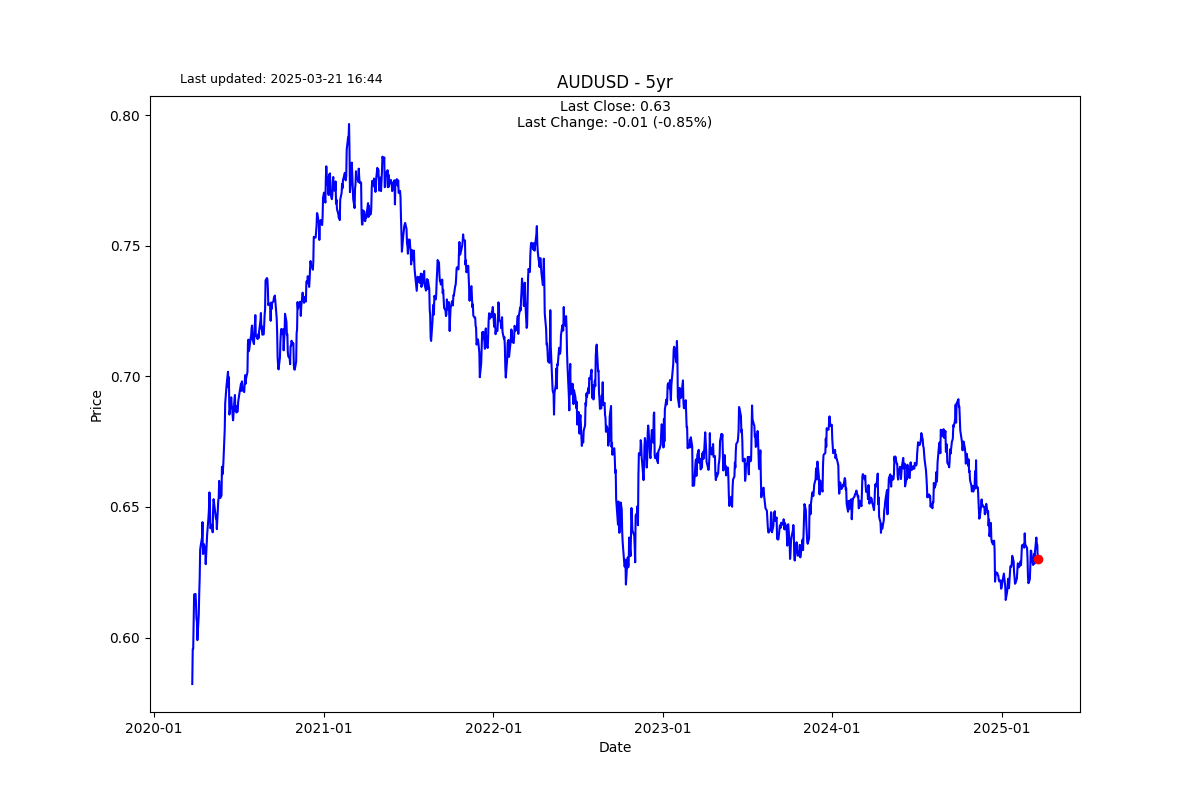 Last updated: 2025-03-21 16:44
AUDUSD - 5yr
Last Close: 0.63
Last Change: -0.01 (-0.85%)
Price
0.80
0.75
0.70
0.65
0.60
2020-01
2021-01
2022-01
2023-01
2024-01
2025-01
Date